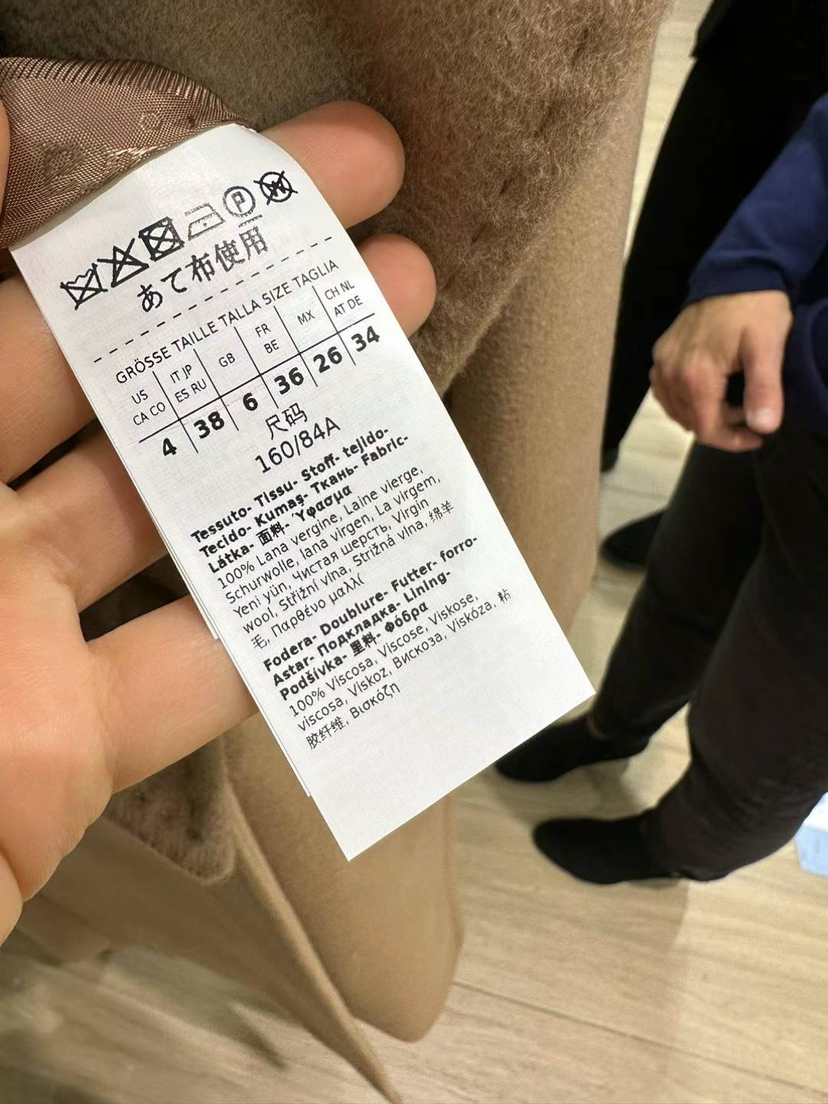 P W
あて布使用
GRÖSSE TAILLE TALLA SIZE TAGLIA
US CA CO IT JP ES RU GB FR BE MX CH NL AT DE
4 38 6 36 26 34
尺码
160/84A
Tessuto- Tissu- Stoff- tejido-
Tecido- Kumaş- Ткань- Fabric-
Látka- 面料- Ύφασμα
100% Lana vergine, Laine vierge,
Schurwolle, lana virgen, La virgem,
Yeni yün, Чистая шерсть, Virgin
wool, Střižní vlna, Strižná vlna, 绵羊
毛, Παρθένο μαλλί
Fodera- Doublure- Futter- forro-
Astar- Подкладка- Lining-
Podšívka- 里料- Φόδρα
100% Viscosa, Viscose, Viskose,
viscosa, Viskoz, Вискоза, Viskóza, 粘
胶纤维, Βισκόζη